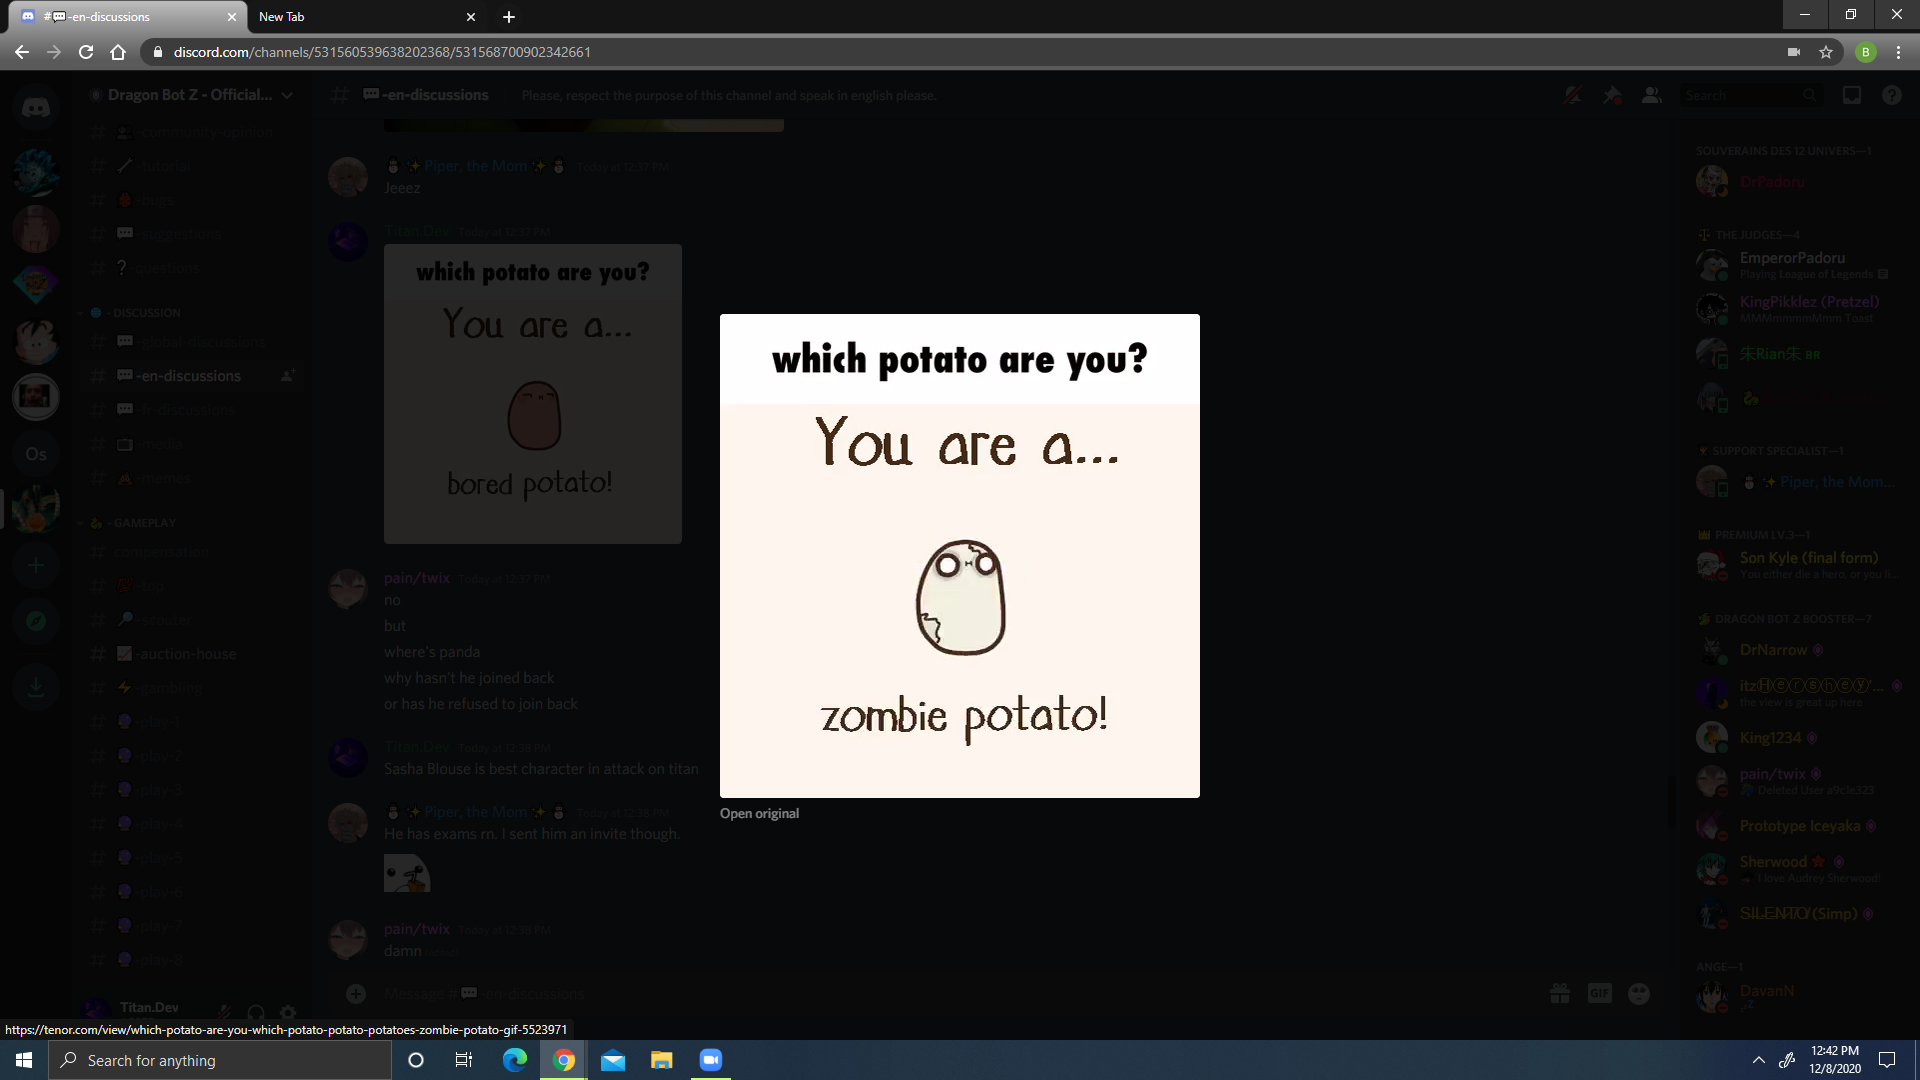 #💬-en-discussions
New Tab
discord.com/channels/531560539638202368/531568700902342661
B
Dragon Bot Z - Official...
💬-en-discussions
Please, respect the purpose of this channel and speak in english please.
Search
-community-opinion
-tutorial
-bugs
-suggestions
-questions
- DISCUSSION
-global-discussions
-en-discussions
-fr-discussions
-media
-memes
- GAMEPLAY
compensation
-scouter
-auction-house
-gambling
-play-1
-play-2
-play-3
-play-4
-play-5
-play-6
-play-7
-play-8
Os
Titan.Dev
Piper, the Mom Today at 12:37 PM
Jeeez
Titan.Dev Today at 12:37 PM
which potato are you?
You are a...
bored potato!
pain/twix Today at 12:37 PM
no
but
where's panda
why hasn't he joined back
or has he refused to join back
Titan.Dev Today at 12:38 PM
Sasha Blouse is best character in attack on titan
Piper, the Mom Today at 12:38 PM
He has exams rn. I sent him an invite though.
pain/twix Today at 12:38 PM
damn
Message #💬-en-discussions
GIF
which potato are you?
You are a...
zombie potato!
Open original
SOUVERAINS DES 12 UNIVERS—1
DrPadoru
THE JUDGES—4
EmperorPadoru
Playing League of Legends
KingPikklez (Pretzel)
MMMmmmmMmm Toast
朱Rian朱 BR
SUPPORT SPECIALIST—1
Piper, the Mom...
PREMIUM LV.3—1
Son Kyle (final form)
You either die a hero, or you li...
DRAGON BOT Z BOOSTER—7
DrNarrow
itzⒽⓔⓡⓢⓗⓔⓨ'...
the view is great up here
King1234
pain/twix
Deleted User a9c1e323
Prototype Iceyaka
Sherwood
I love Audrey Sherwood!
SILENTO (Simp)
ANGE—1
DavanN
https://tenor.com/view/which-potato-are-you-which-potato-potato-potatoes-zombie-potato-gif-5523971
Search for anything
12:42 PM
12/8/2020